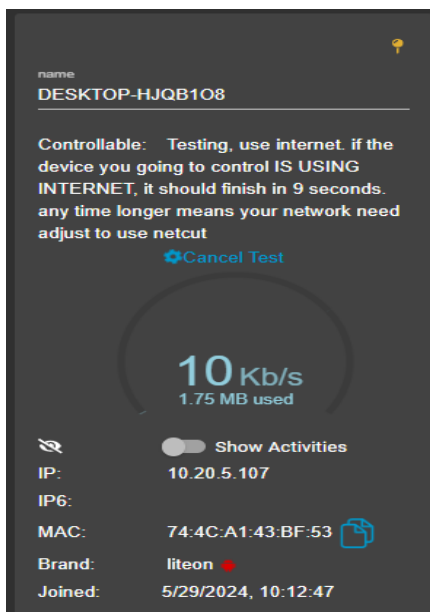 name
DESKTOP-HJQB1O8
Controllable: Testing, use internet. if the
device you going to control IS USING
INTERNET, it should finish in 9 seconds.
any time longer means your network need
adjust to use netcut
Cancel Test
10 Kb/s
1.75 MB used
Show Activities
IP: 10.20.5.107
IP6:
MAC: 74:4C:A1:43:BF:53
Brand: liteon
Joined: 5/29/2024, 10:12:47